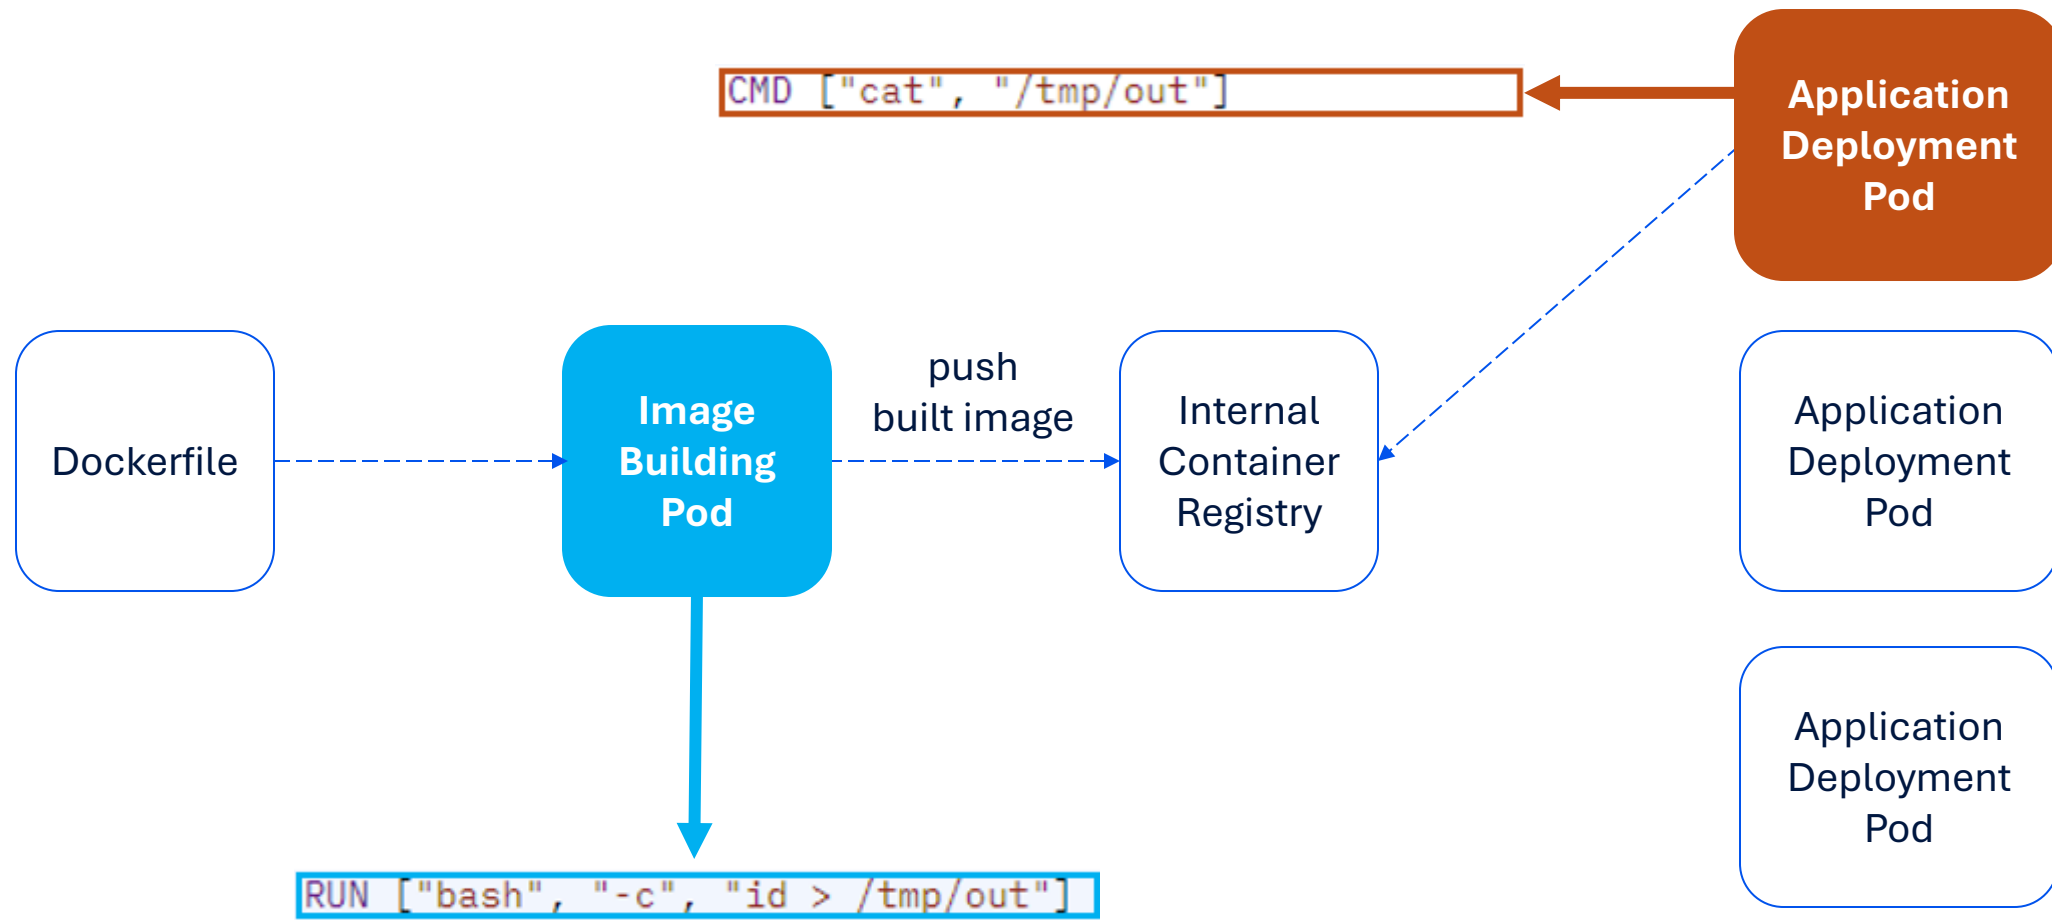 CMD ["cat", "/tmp/out"]
Application
Deployment
Pod
Dockerfile
Image
Building
Pod
push
built image
Internal
Container
Registry
Application
Deployment
Pod
Application
Deployment
Pod
RUN ["bash", "-c", "id > /tmp/out"]